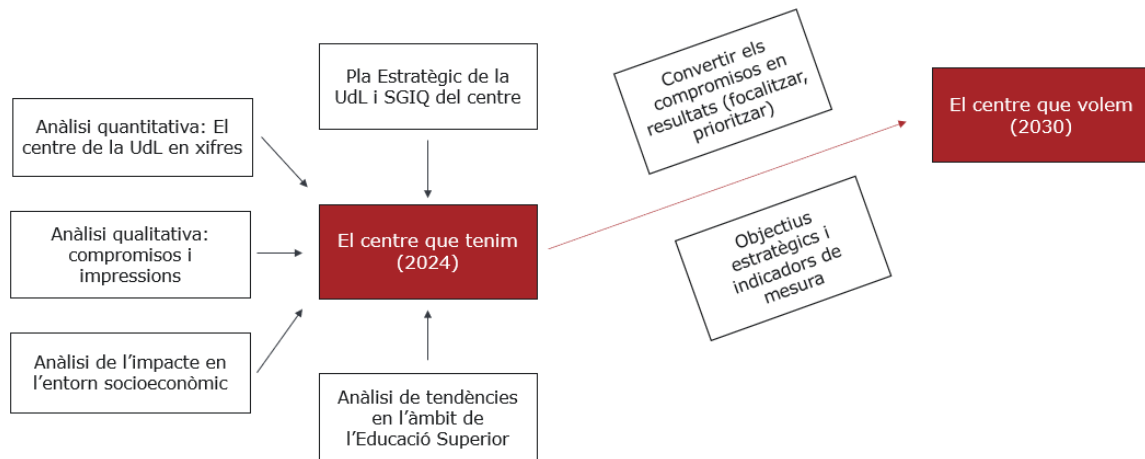 Pla Estratègic de la
UdL i SGIQ del centre
Anàlisi quantitativa: El
centre de la UdL en xifres
Anàlisi qualitativa:
compromisos i
impressions
Anàlisi de l’impacte en
l’entorn socioeconòmic
El centre que tenim
(2024)
Anàlisi de tendències
en l’àmbit de
l’Educació Superior
Convertir els
compromisos en
resultats (focalitzar,
prioritzar)
Objectius
estratègics i
indicadors de
mesura
El centre que volem
(2030)